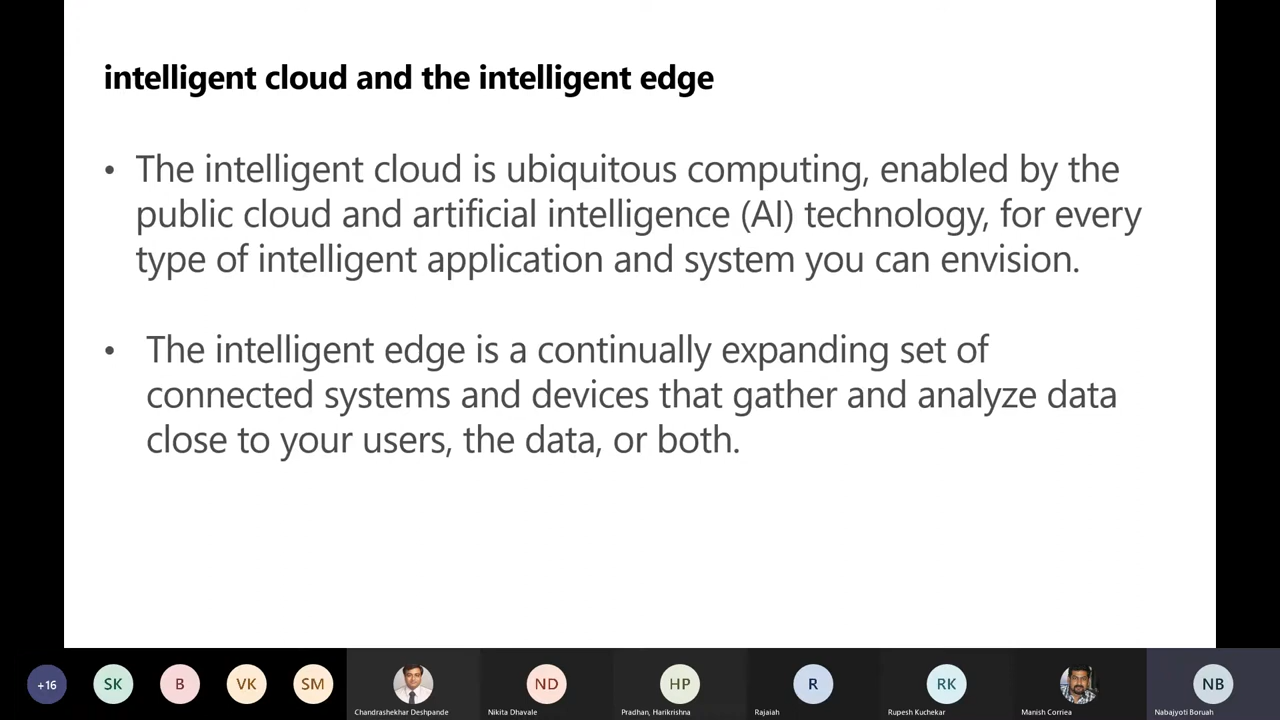 intelligent cloud and the intelligent edge
• The intelligent cloud is ubiquitous computing, enabled by the
public cloud and artificial intelligence (AI) technology, for every
type of intelligent application and system you can envision.
• The intelligent edge is a continually expanding set of
connected systems and devices that gather and analyze data
close to your users, the data, or both.
+16 SK B VK SM ND HP R RK NB
Chandrashekhar Deshpande Nikita Dhavale Pradhan, Harikrishna Rajaiah Rupesh Kuchekar Manish Corriea Nabajyoti Boruah